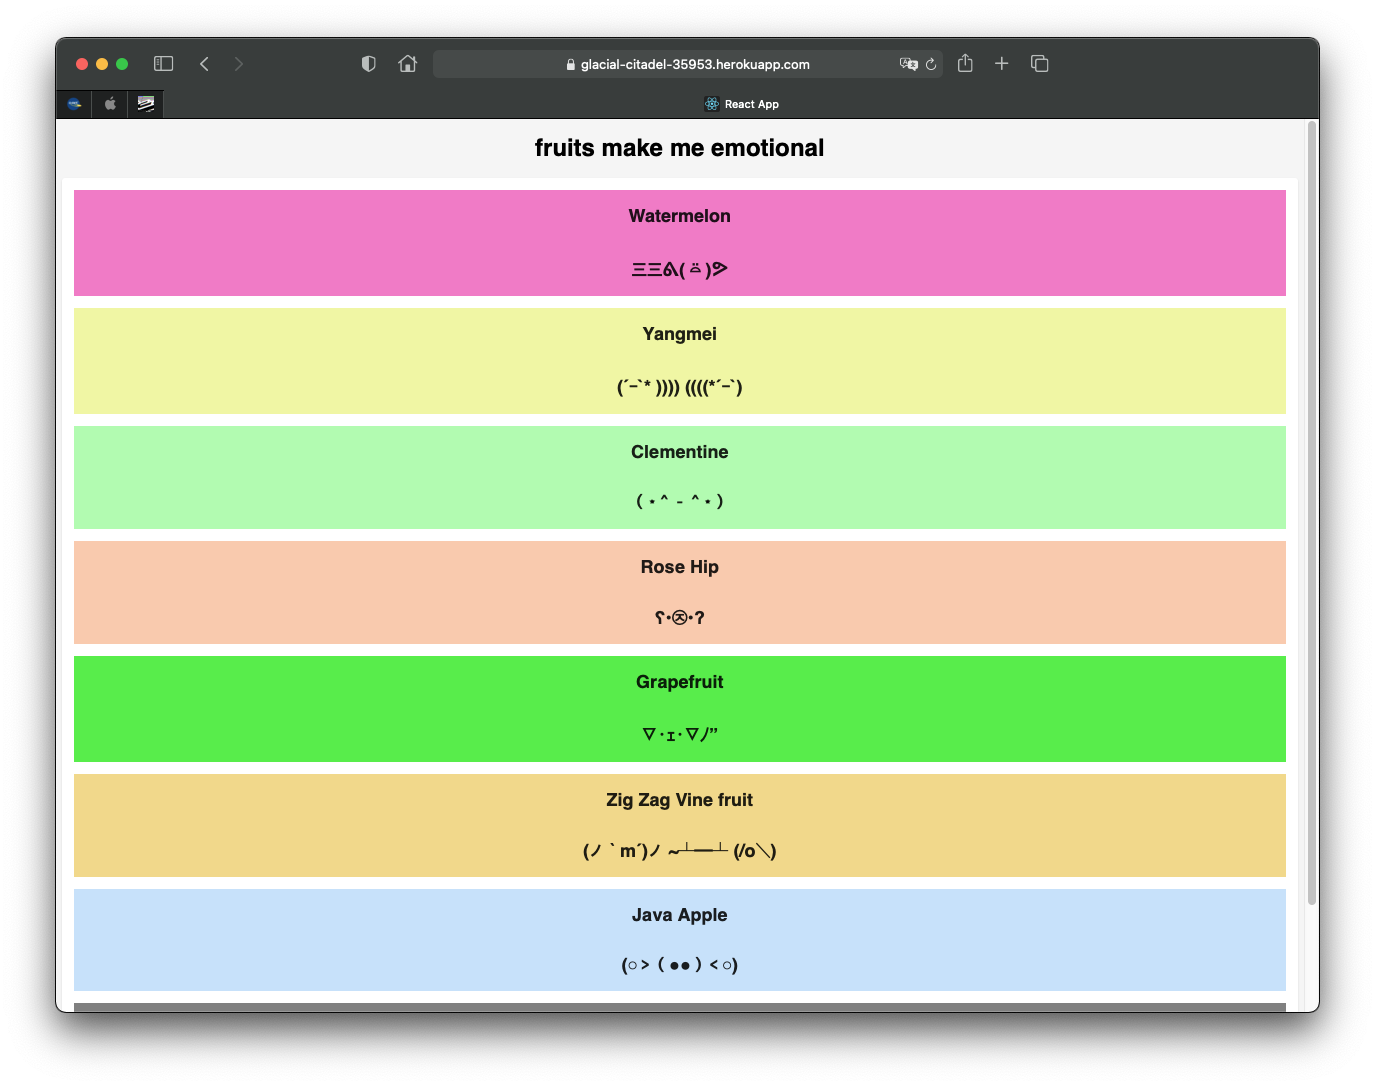 glacial-citadel-35953.herokuapp.com
React App
fruits make me emotional
Watermelon
三三ᕕ( ᐛ )ᕗ
Yangmei
(´-`* )))) ((((*´-`)
Clementine
( ⋆ ^ - ^ ⋆ )
Rose Hip
ʕ·㉨·ʔ
Grapefruit
∇ · ɪ · ∇ﾉ”
Zig Zag Vine fruit
(ノ ` m´)ノ ~┴━┴ (/o＼)
Java Apple
(○ > ( ●● ) < ○)